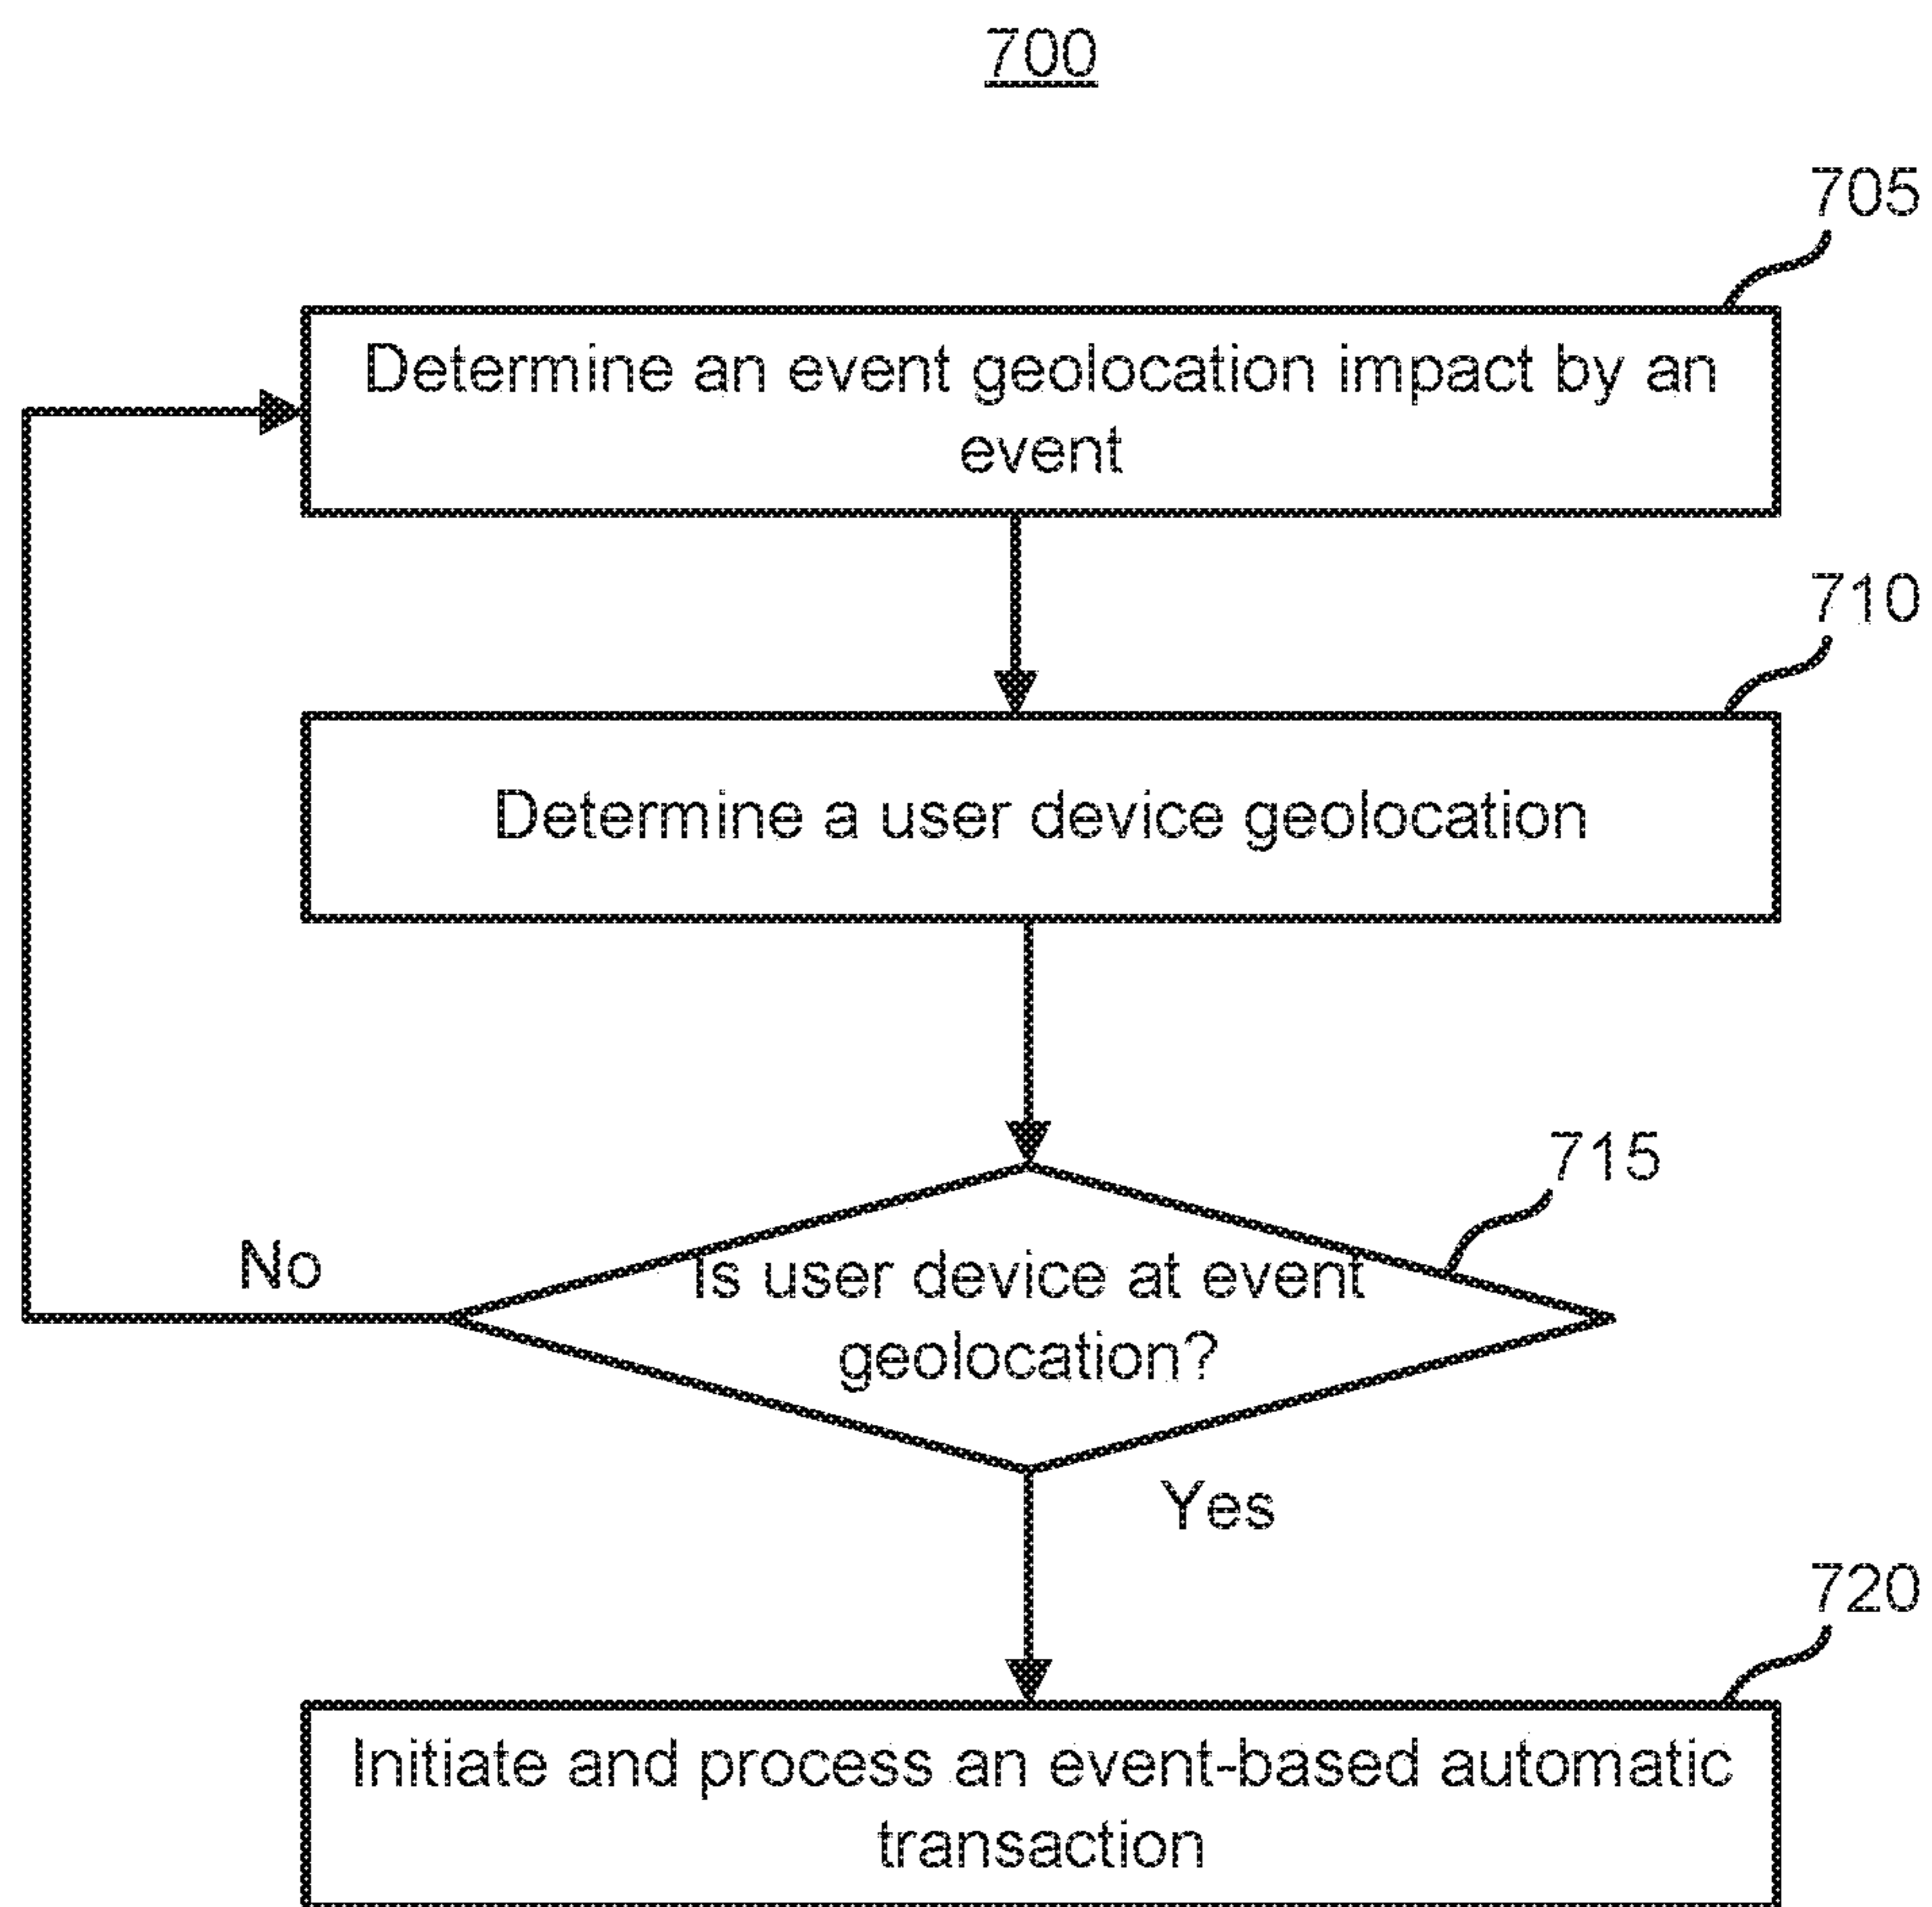 700
705
Determine an event geolocation impact by an
event
710
Determine a user device geolocation
715
No
Is user device at event
geolocation?
Yes
720
Initiate and process an event-based automatic
transaction